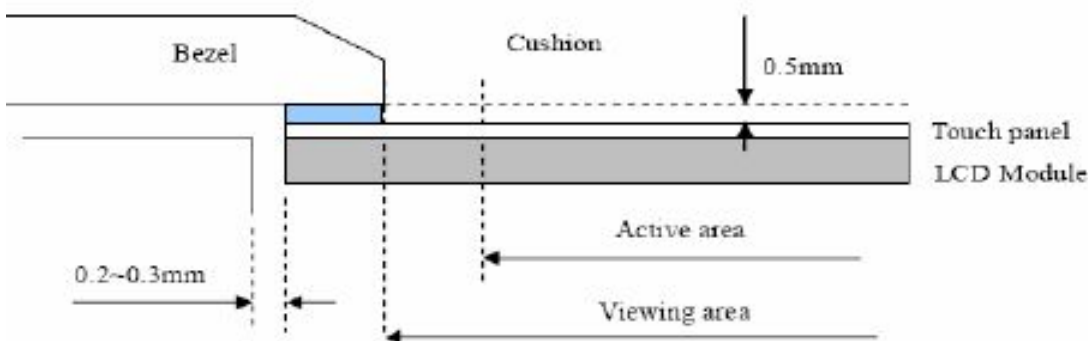 Cushion
Bezel
0.5mm
Touch panel
LCD Module
Active area
0.2~0.3mm
Viewing area